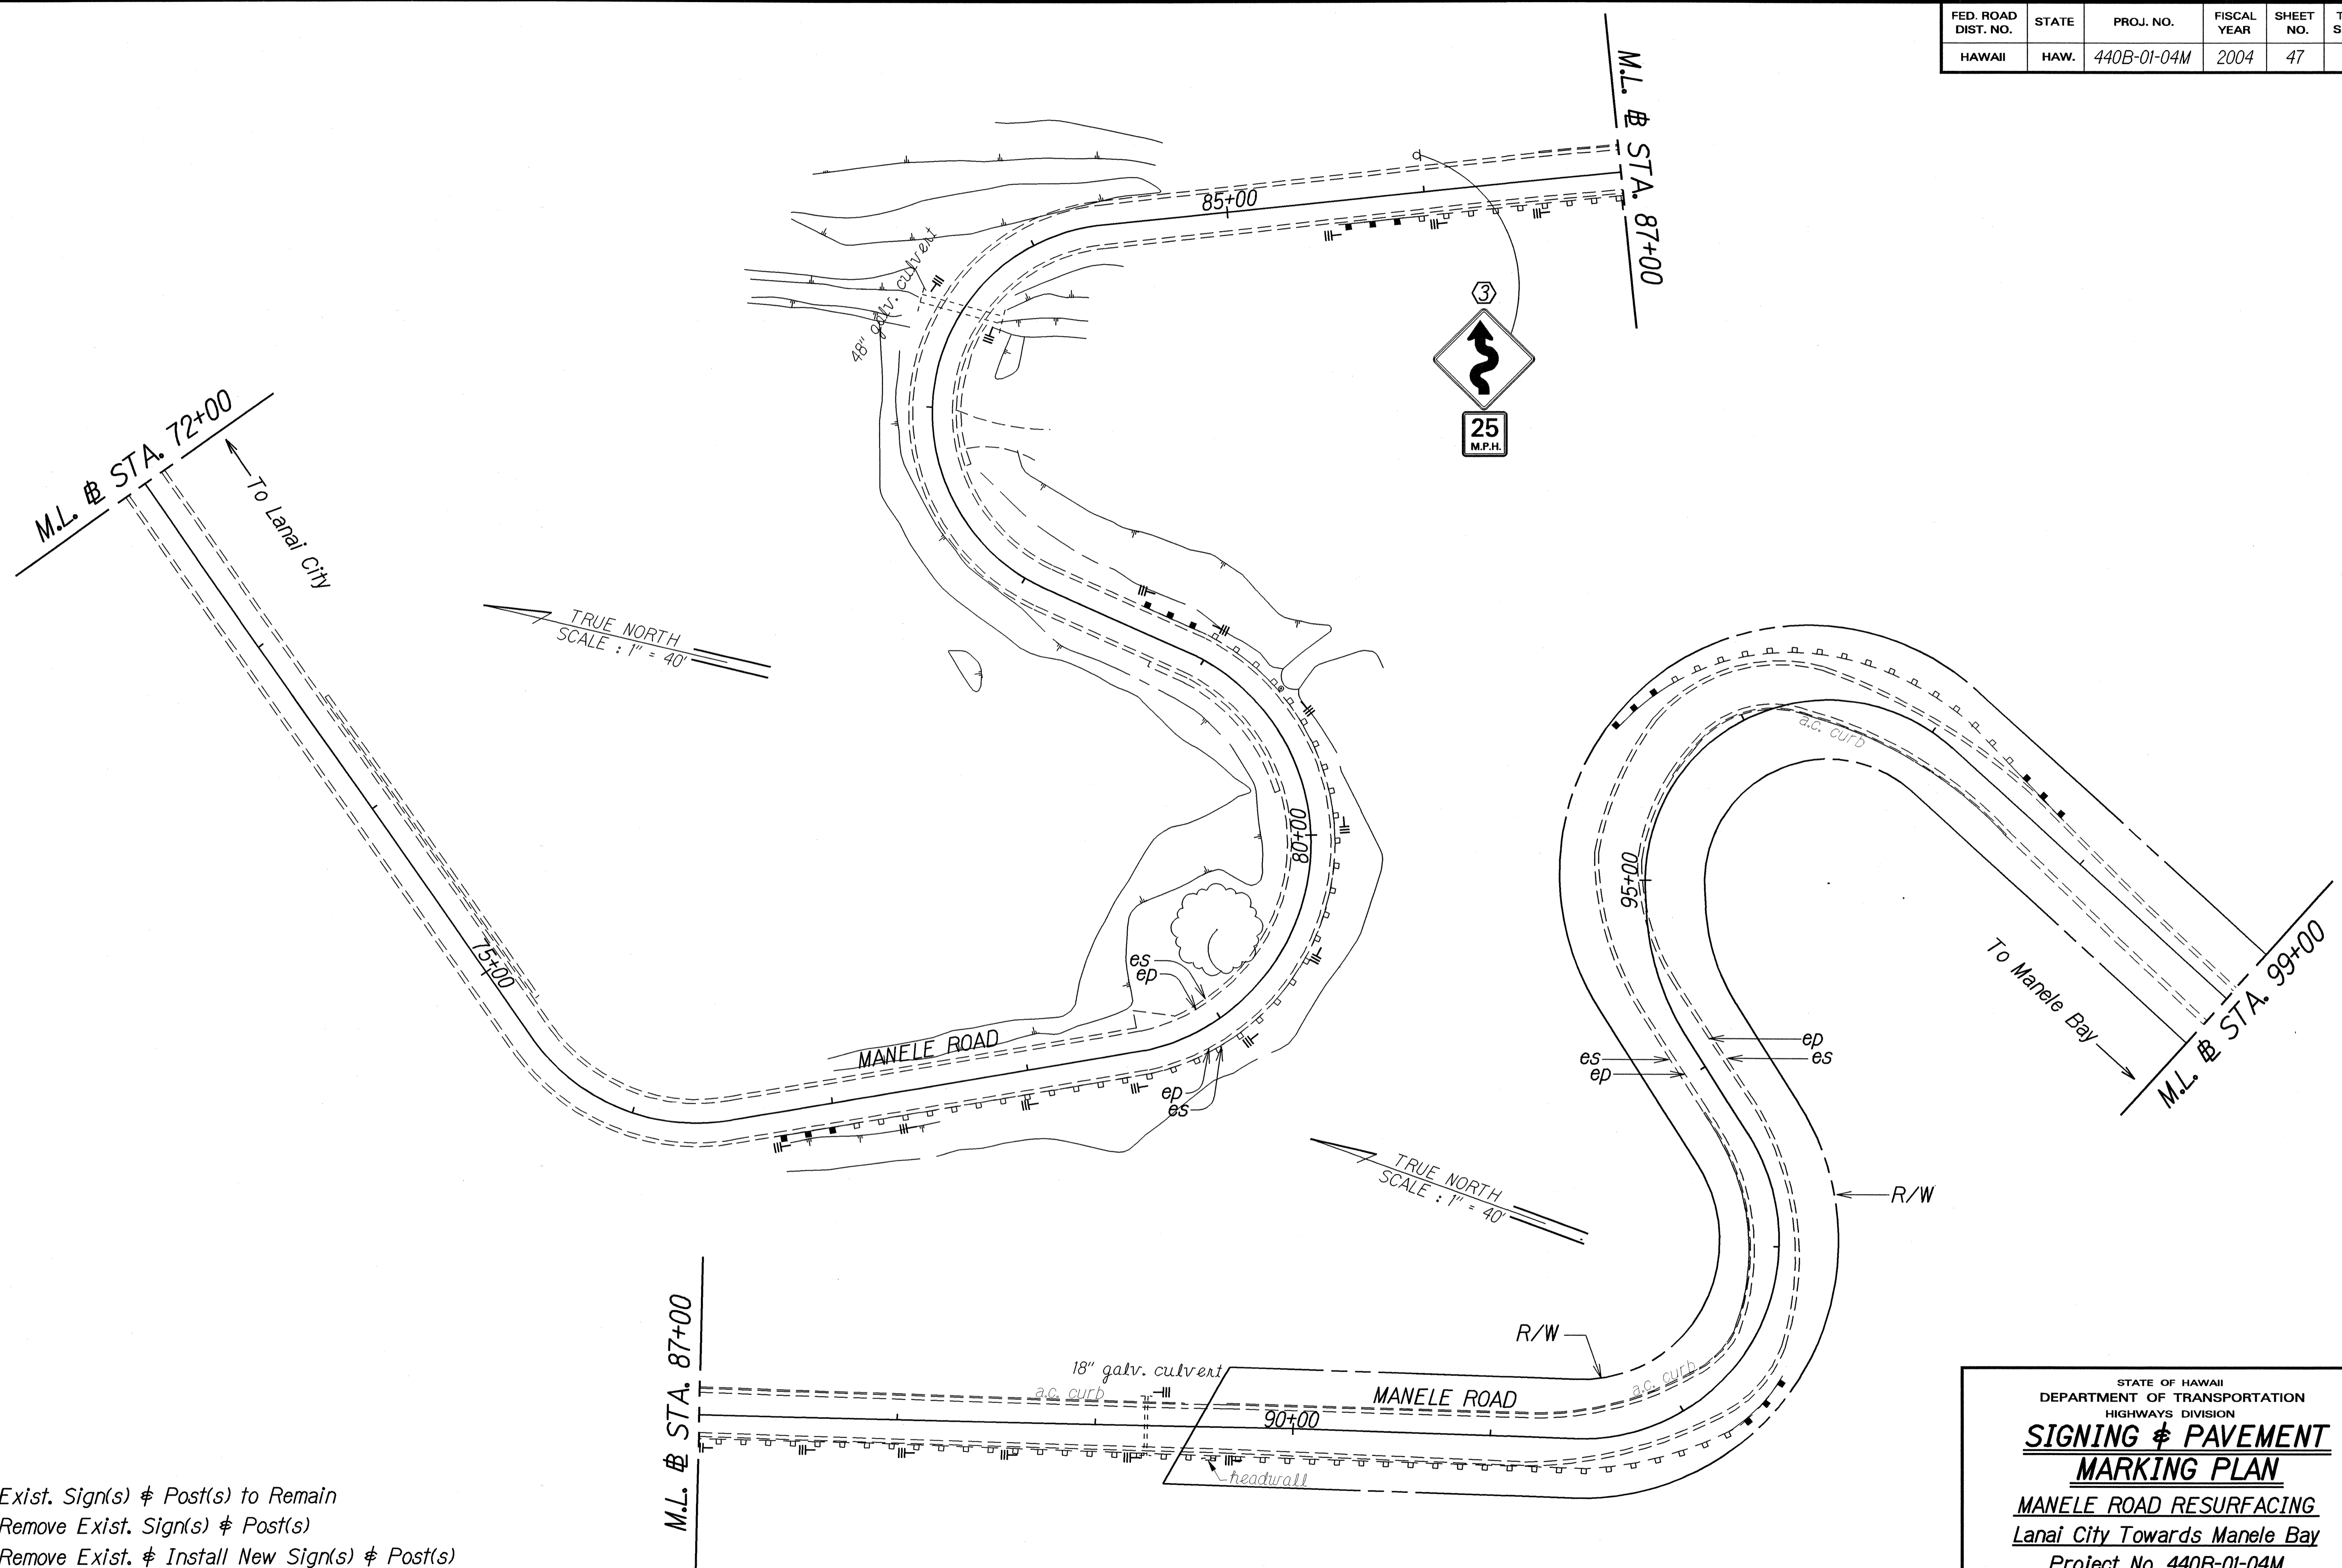 FED. ROAD DIST. NO. STATE PROJ. NO. FISCAL YEAR SHEET NO.
HAWAII HAW. 440B-01-04M 2004 47
M.L. ⅊ STA. 87+00
85+00
48" galv. culvert
3
25
M.P.H.
M.L. ⅊ STA. 72+00
To Lanai City
TRUE NORTH
SCALE : 1" = 40'
75+00
80+00
es
ep
MANELE ROAD
ep
es
a.c. curb
95+00
To Manele Bay
M.L. ⅊ STA. 99+00
ep
es
es
ep
TRUE NORTH
SCALE : 1" = 40'
R/W
R/W
M.L. ⅊ STA. 87+00
18" galv. culvert
a.c. curb
MANELE ROAD
a.c. curb
90+00
headwall
Exist. Sign(s) & Post(s) to Remain
Remove Exist. Sign(s) & Post(s)
Remove Exist. & Install New Sign(s) & Post(s)
STATE OF HAWAII
DEPARTMENT OF TRANSPORTATION
HIGHWAYS DIVISION
SIGNING & PAVEMENT
MARKING PLAN
MANELE ROAD RESURFACING
Lanai City Towards Manele Bay
Project No. 440B-01-04M